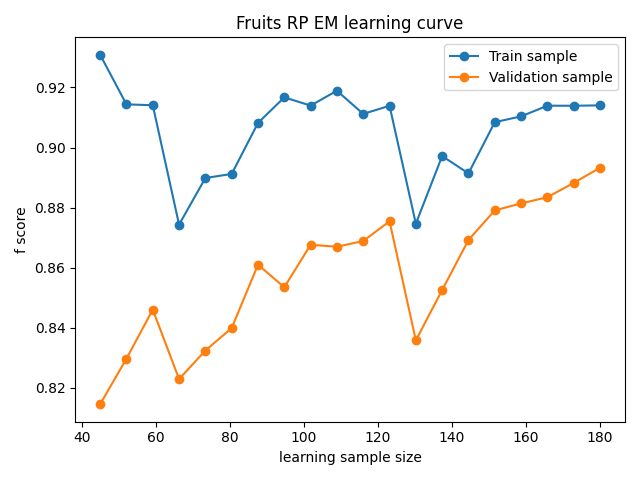 Fruits RP EM learning curve
Train sample
Validation sample
f score
0.92
0.90
0.88
0.86
0.84
0.82
40 60 80 100 120 140 160 180
learning sample size